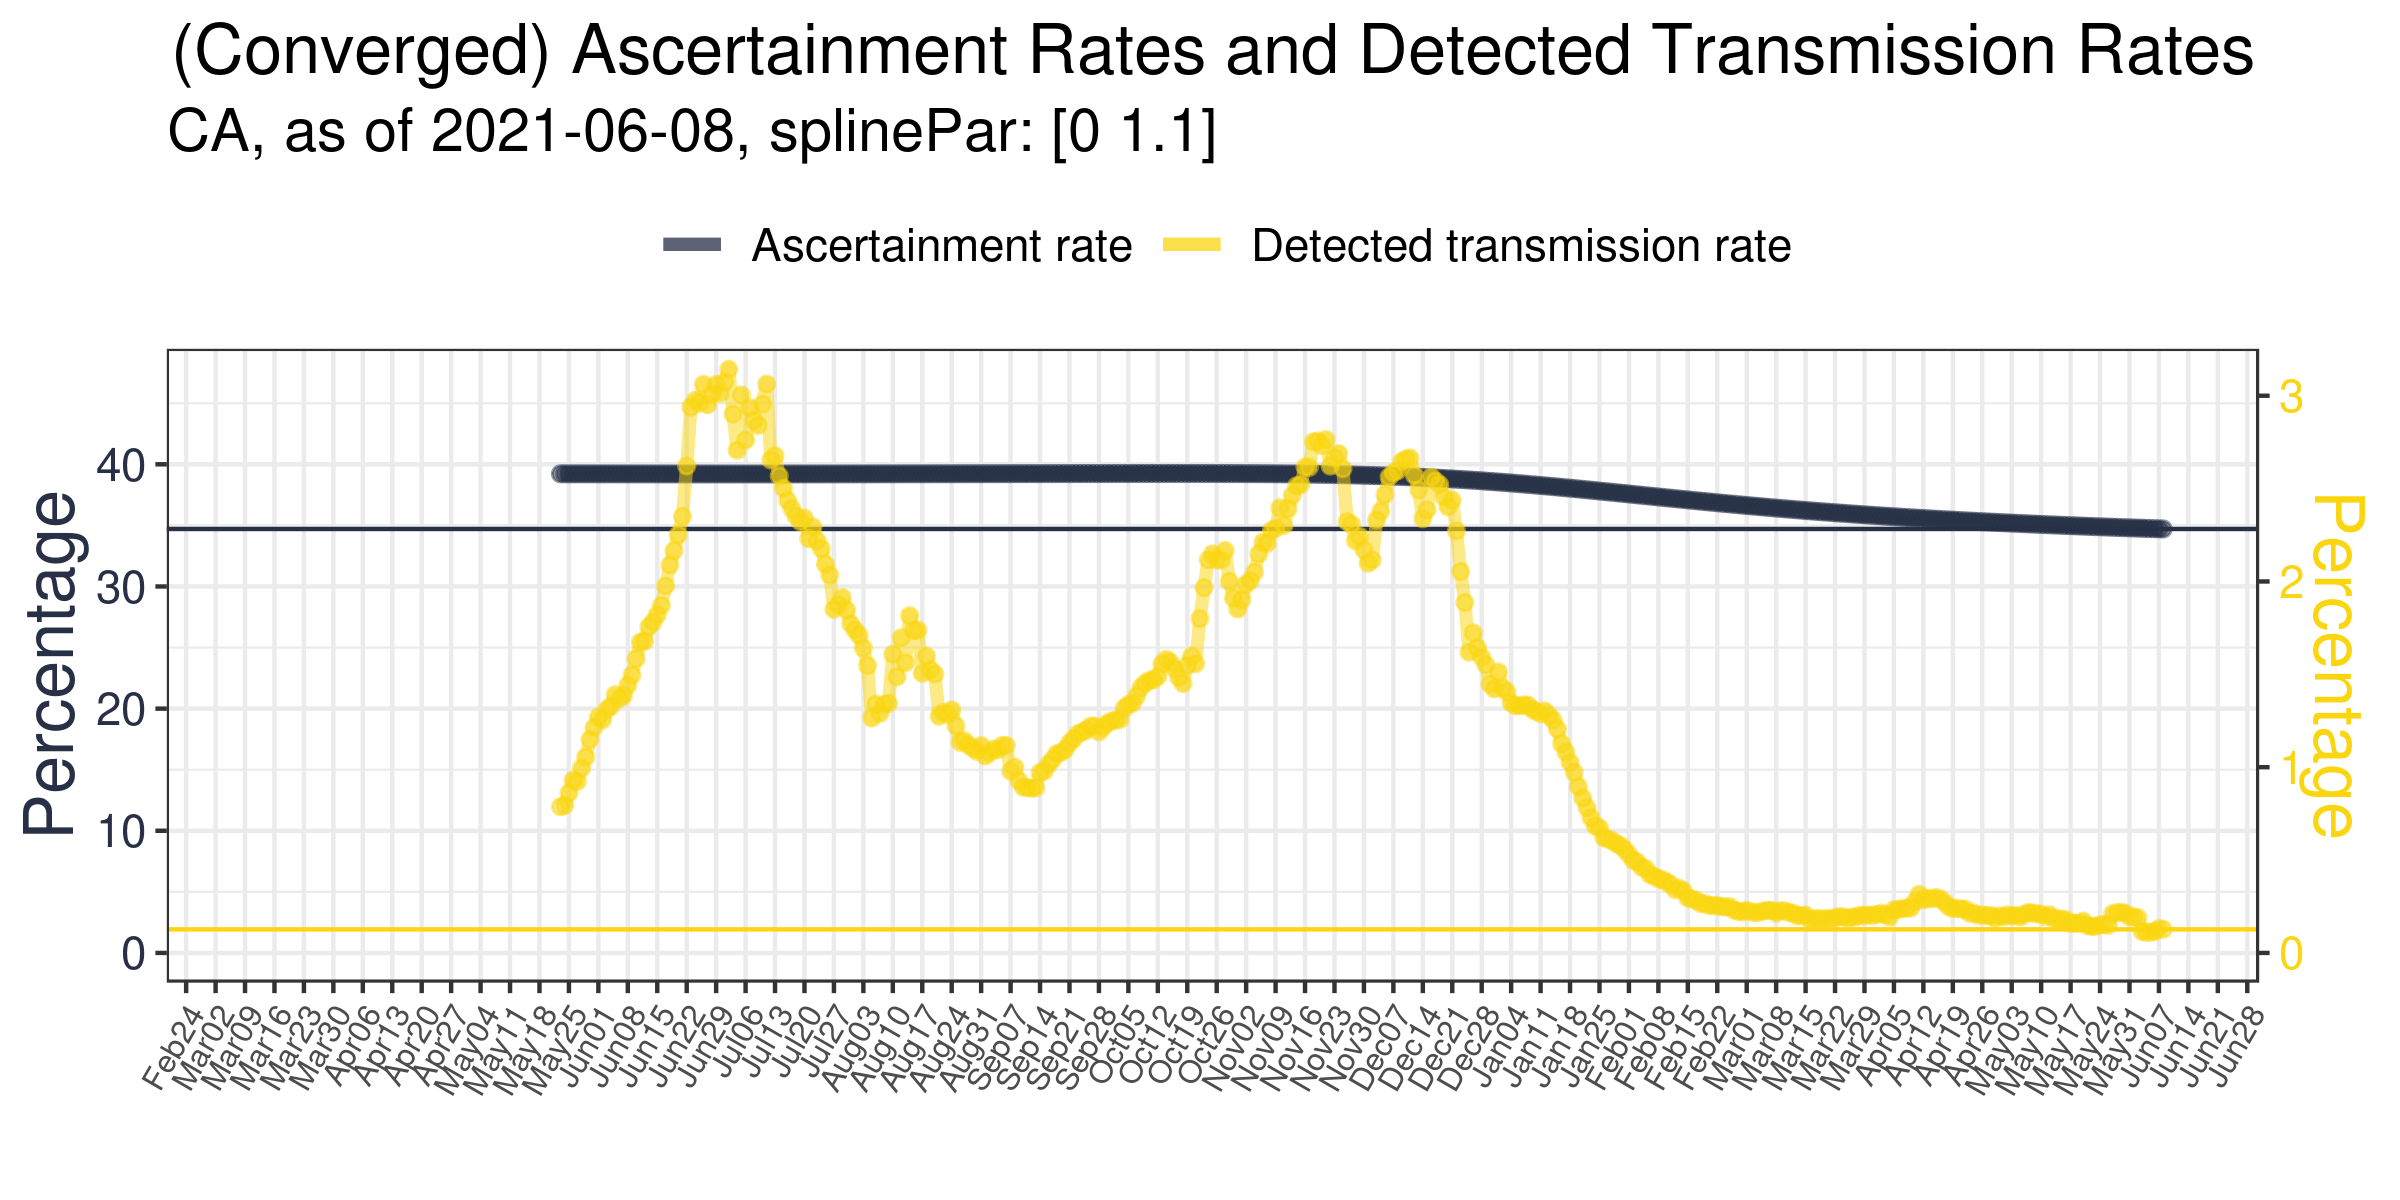 (Converged) Ascertainment Rates and Detected Transmission Rates
CA, as of 2021-06-08, splinePar: [0 1.1]
Ascertainment rate Detected transmission rate
Percentage
40
30
20
10
0
3
2
1
0
Percentage
Feb24 Mar02 Mar09 Mar16 Mar23 Mar30 Apr06 Apr13 Apr20 Apr27 May04 May11 May18 May25 Jun01 Jun08 Jun15 Jun22 Jun29 Jul06 Jul13 Jul20 Jul27 Aug03 Aug10 Aug17 Aug24 Aug31 Sep07 Sep14 Sep21 Sep28 Oct05 Oct12 Oct19 Oct26 Nov02 Nov09 Nov16 Nov23 Nov30 Dec07 Dec14 Dec21 Dec28 Jan04 Jan11 Jan18 Jan25 Feb01 Feb08 Feb15 Feb22 Mar01 Mar08 Mar15 Mar22 Mar29 Apr05 Apr12 Apr19 Apr26 May03 May10 May17 May24 May31 Jun07 Jun14 Jun21 Jun28